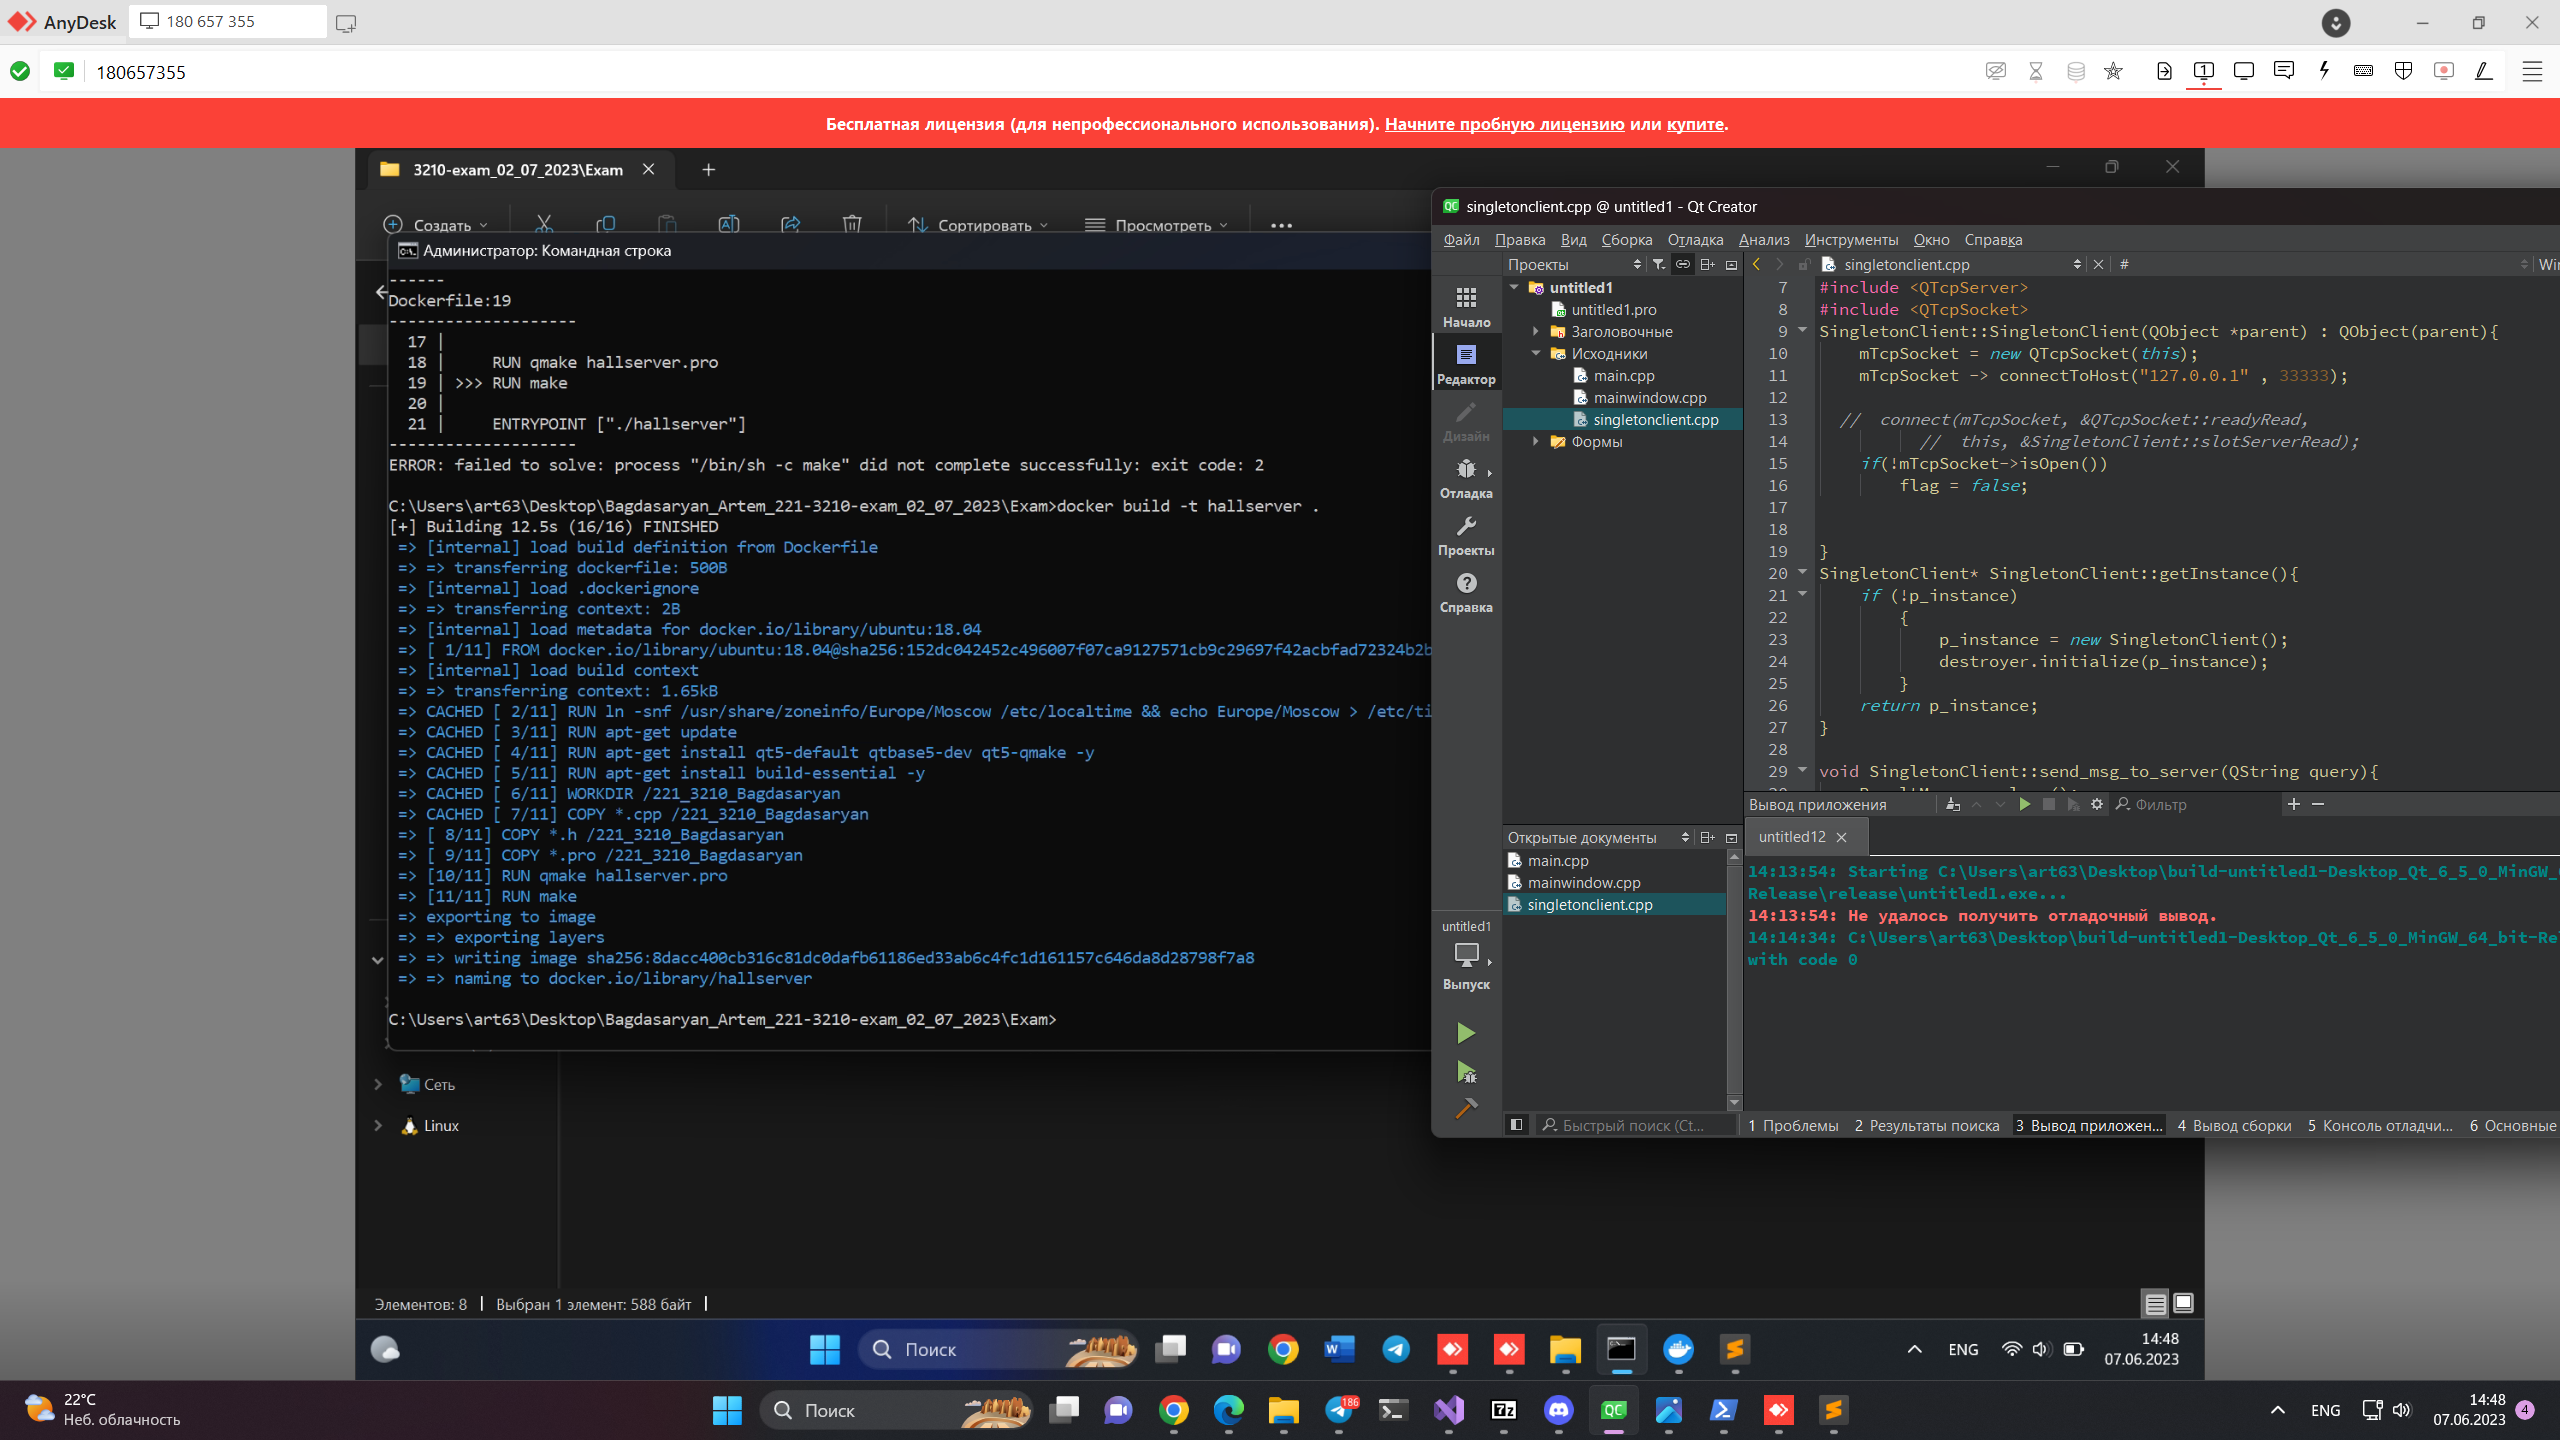 AnyDesk
180 657 355
180657355
Бесплатная лицензия (для непрофессионального использования). Начните пробную лицензию или купите.
3210-exam_02_07_2023\Exam
Создать
Сортировать
Просмотреть
Администратор: Командная строка
------
Dockerfile:19
--------------------
17 |
18 | RUN qmake hallserver.pro
19 | >>> RUN make
20 |
21 | ENTRYPOINT ["./hallserver"]
--------------------
ERROR: failed to solve: process "/bin/sh -c make" did not complete successfully: exit code: 2
C:\Users\art63\Desktop\Bagdasaryan_Artem_221-3210-exam_02_07_2023\Exam>docker build -t hallserver .
[+] Building 12.5s (16/16) FINISHED
=> [internal] load build definition from Dockerfile
=> => transferring dockerfile: 500B
=> [internal] load .dockerignore
=> => transferring context: 2B
=> [internal] load metadata for docker.io/library/ubuntu:18.04
=> [ 1/11] FROM docker.io/library/ubuntu:18.04@sha256:152dc042452c496007f07ca9127571cb9c29697f42acbfad72324b2b
=> [internal] load build context
=> => transferring context: 1.65kB
=> CACHED [ 2/11] RUN ln -snf /usr/share/zoneinfo/Europe/Moscow /etc/localtime && echo Europe/Moscow > /etc/ti
=> CACHED [ 3/11] RUN apt-get update
=> CACHED [ 4/11] RUN apt-get install qt5-default qtbase5-dev qt5-qmake -y
=> CACHED [ 5/11] RUN apt-get install build-essential -y
=> CACHED [ 6/11] WORKDIR /221_3210_Bagdasaryan
=> CACHED [ 7/11] COPY *.cpp /221_3210_Bagdasaryan
=> [ 8/11] COPY *.h /221_3210_Bagdasaryan
=> [ 9/11] COPY *.pro /221_3210_Bagdasaryan
=> [10/11] RUN qmake hallserver.pro
=> [11/11] RUN make
=> exporting to image
=> => exporting layers
=> => writing image sha256:8dacc400cb316c81dc0dafb61186ed33ab6c4fc1d161157c646da8d28798f7a8
=> => naming to docker.io/library/hallserver
C:\Users\art63\Desktop\Bagdasaryan_Artem_221-3210-exam_02_07_2023\Exam>
Сеть
Linux
Элементов: 8
Выбран 1 элемент: 588 байт
singletonclient.cpp @ untitled1 - Qt Creator
Файл Правка Вид Сборка Отладка Анализ Инструменты Окно Справка
Проекты
singletonclient.cpp
#
Win
Начало
Редактор
Дизайн
Отладка
Проекты
Справка
untitled1
Выпуск
untitled1
untitled1.pro
Заголовочные
Исходники
main.cpp
mainwindow.cpp
singletonclient.cpp
Формы
7 #include <QTcpServer>
8 #include <QTcpSocket>
9 SingletonClient::SingletonClient(QObject *parent) : QObject(parent){
10 mTcpSocket = new QTcpSocket(this);
11 mTcpSocket -> connectToHost("127.0.0.1" , 33333);
12
13 // connect(mTcpSocket, &QTcpSocket::readyRead,
14 // this, &SingletonClient::slotServerRead);
15 if(!mTcpSocket->isOpen())
16 flag = false;
17
18
19 }
20 SingletonClient* SingletonClient::getInstance(){
21 if (!p_instance)
22 {
23 p_instance = new SingletonClient();
24 destroyer.initialize(p_instance);
25 }
26 return p_instance;
27 }
28
29 void SingletonClient::send_msg_to_server(QString query){
Открытые документы
main.cpp
mainwindow.cpp
singletonclient.cpp
Вывод приложения
Фильтр
untitled12
14:13:54: Starting C:\Users\art63\Desktop\build-untitled1-Desktop_Qt_6_5_0_MinGW_
Release\release\untitled1.exe...
14:13:54: Не удалось получить отладочный вывод.
14:14:34: C:\Users\art63\Desktop\build-untitled1-Desktop_Qt_6_5_0_MinGW_64_bit-Re
with code 0
Быстрый поиск (Ct...
1 Проблемы 2 Результаты поиска 3 Вывод приложен... 4 Вывод сборки 5 Консоль отладчи... 6 Основные
Поиск
ENG
14:48
07.06.2023
22°C
Неб. облачность
Поиск
186
ENG
14:48
07.06.2023
4